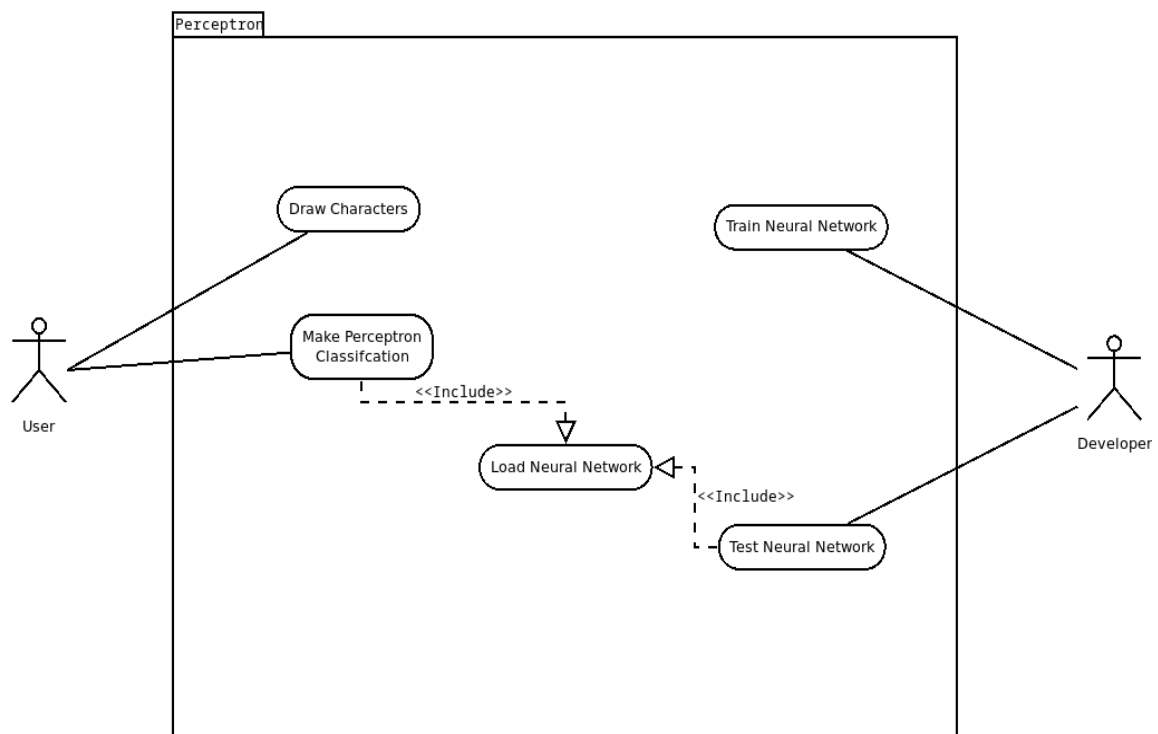 Perceptron
Draw Characters
Train Neural Network
Make Perceptron
Classifcation
<<Include>>
User
Developer
Load Neural Network
<<Include>>
Test Neural Network